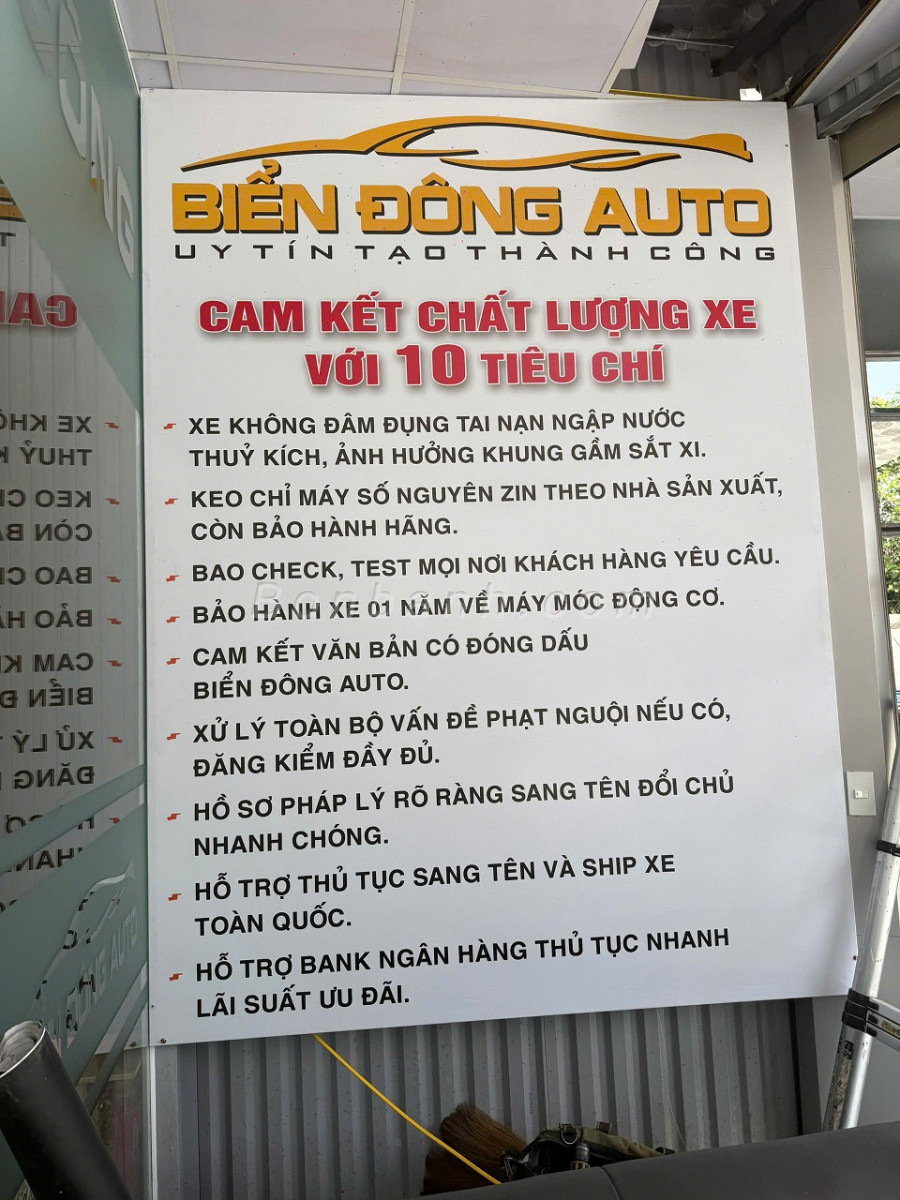 BIỂN ĐÔNG AUTO
UY TÍN TẠO THÀNH CÔNG
CAM KẾT CHẤT LƯỢNG XE
VỚI 10 TIÊU CHÍ
XE KHÔNG ĐÂM ĐỤNG TAI NẠN NGẬP NƯỚC
THUỶ KÍCH, ẢNH HƯỞNG KHUNG GẦM SẮT XI.
KEO CHỈ MÁY SỐ NGUYÊN ZIN THEO NHÀ SẢN XUẤT,
CÒN BẢO HÀNH HÃNG.
BAO CHECK, TEST MỌI NƠI KHÁCH HÀNG YÊU CẦU.
Bonbanh.com
BẢO HÀNH XE 01 NĂM VỀ MÁY MÓC ĐỘNG CƠ.
CAM KẾT VĂN BẢN CÓ ĐÓNG DẤU
BIỂN ĐÔNG AUTO.
XỬ LÝ TOÀN BỘ VẤN ĐỀ PHẠT NGUỘI NẾU CÓ,
ĐĂNG KIỂM ĐẦY ĐỦ.
HỒ SƠ PHÁP LÝ RÕ RÀNG SANG TÊN ĐỔI CHỦ
NHANH CHÓNG.
HỖ TRỢ THỦ TỤC SANG TÊN VÀ SHIP XE
TOÀN QUỐC.
HỖ TRỢ BANK NGÂN HÀNG THỦ TỤC NHANH
LÃI SUẤT ƯU ĐÃI.